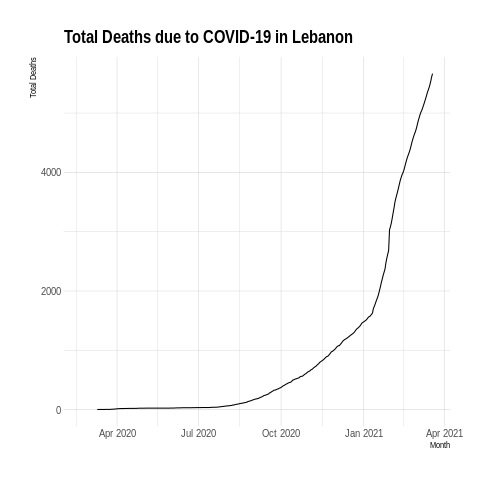 Total Deaths due to COVID-19 in Lebanon
Total Deaths
4000
2000
0
Apr 2020 Jul 2020 Oct 2020 Jan 2021 Apr 2021
Month